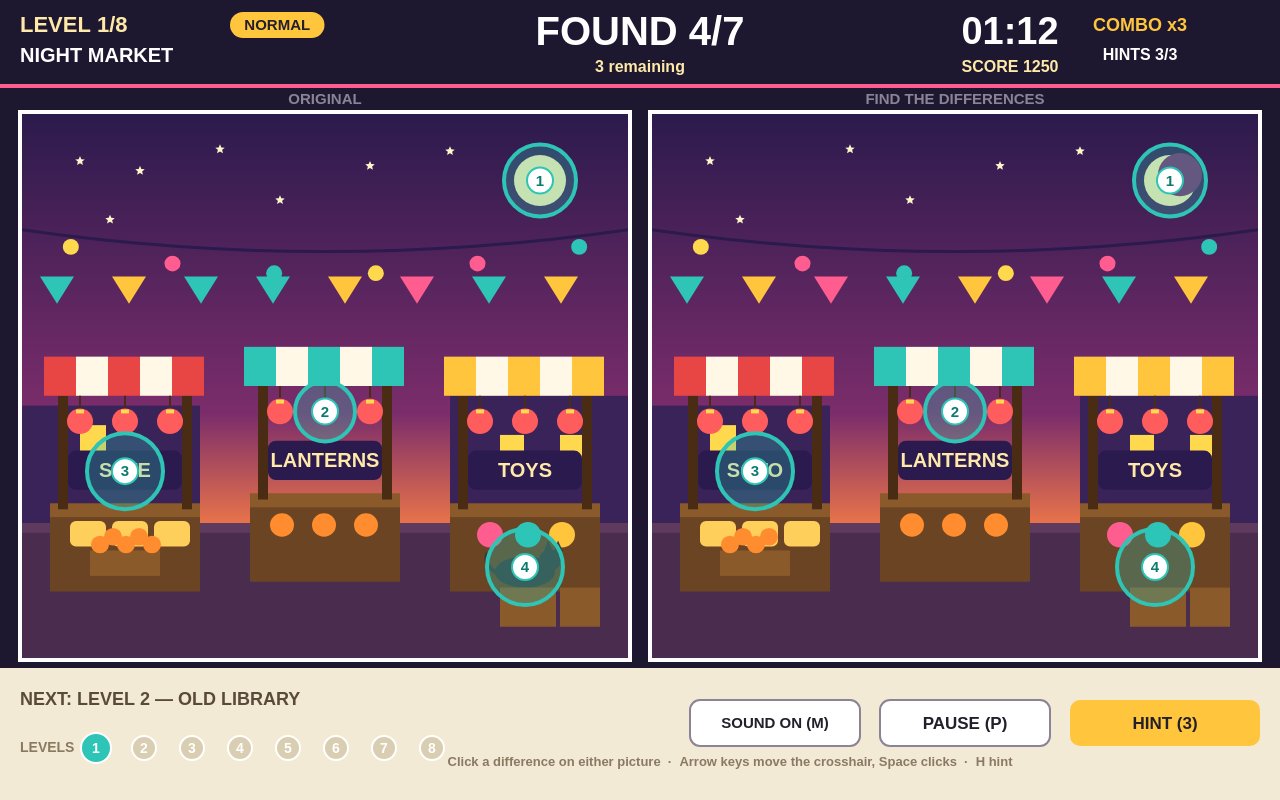 LEVEL 1/8
NORMAL
NIGHT MARKET
FOUND 4/7
3 remaining
01:12
SCORE 1250
COMBO x3
HINTS 3/3
ORIGINAL
FIND THE DIFFERENCES
1
2
LANTERNS
3
TOYS
4
1
2
LANTERNS
3
TOYS
4
NEXT: LEVEL 2 — OLD LIBRARY
LEVELS 1 2 3 4 5 6 7 8
SOUND ON (M)
PAUSE (P)
HINT (3)
Click a difference on either picture · Arrow keys move the crosshair, Space clicks · H hint